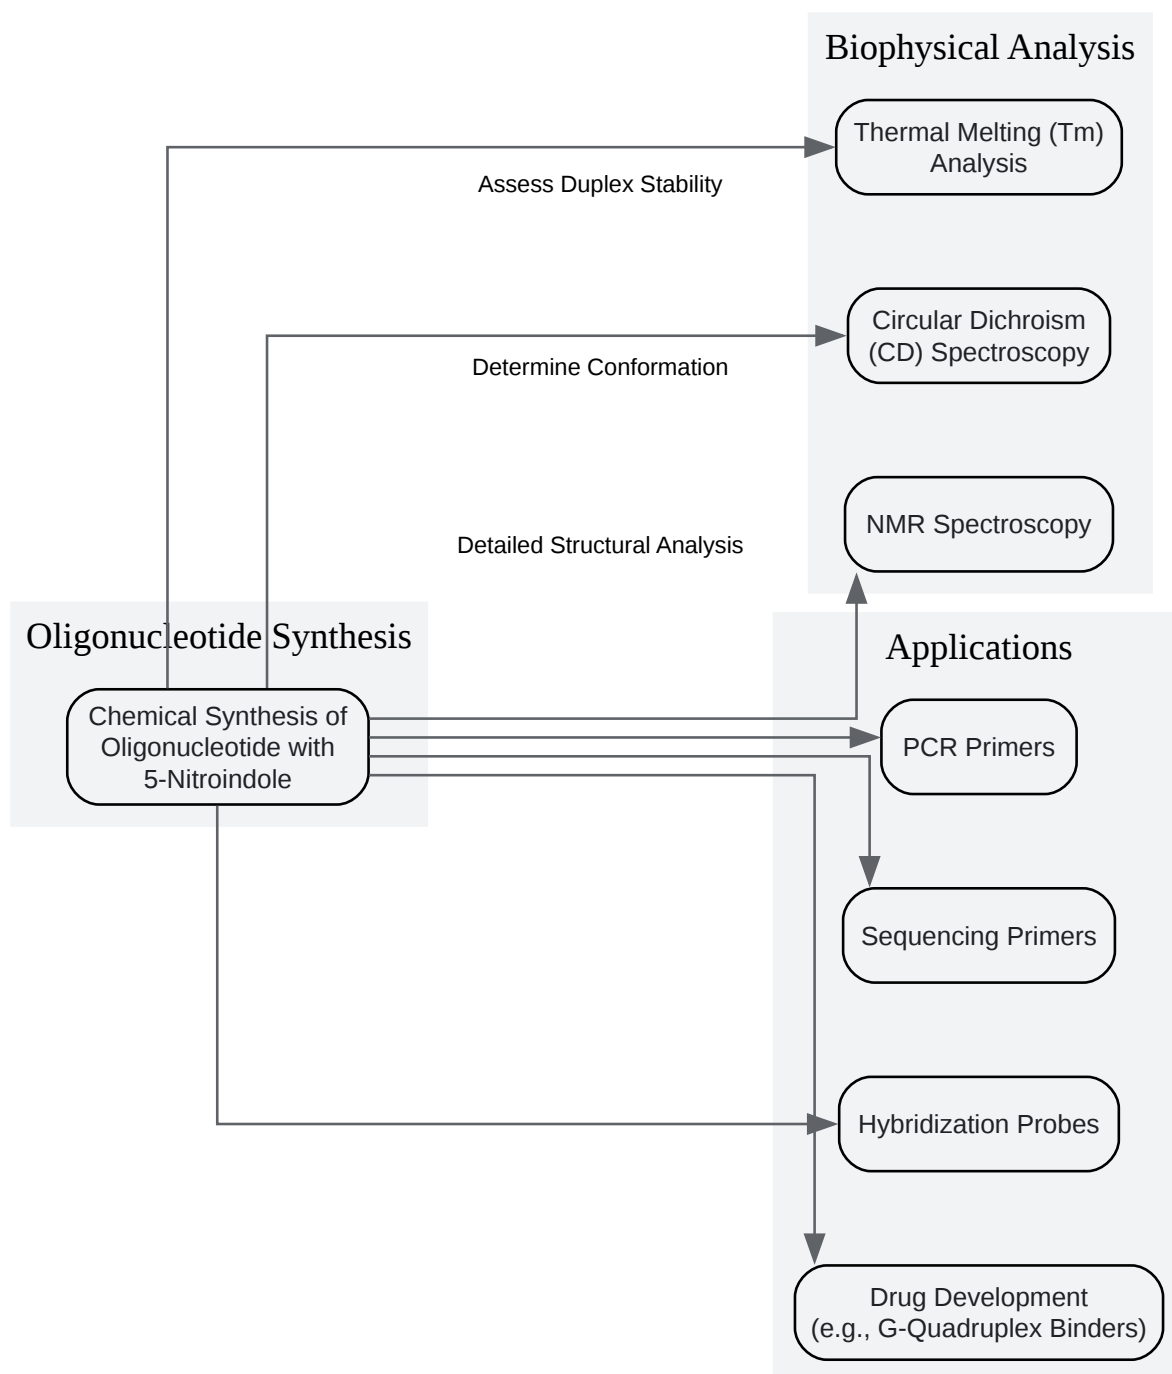 Biophysical Analysis
Thermal Melting (Tm)
Analysis
Assess Duplex Stability
Circular Dichroism
(CD) Spectroscopy
Determine Conformation
NMR Spectroscopy
Detailed Structural Analysis
Oligonucleotide Synthesis
Chemical Synthesis of
Oligonucleotide with
5-Nitroindole
Applications
PCR Primers
Sequencing Primers
Hybridization Probes
Drug Development
(e.g., G-Quadruplex Binders)